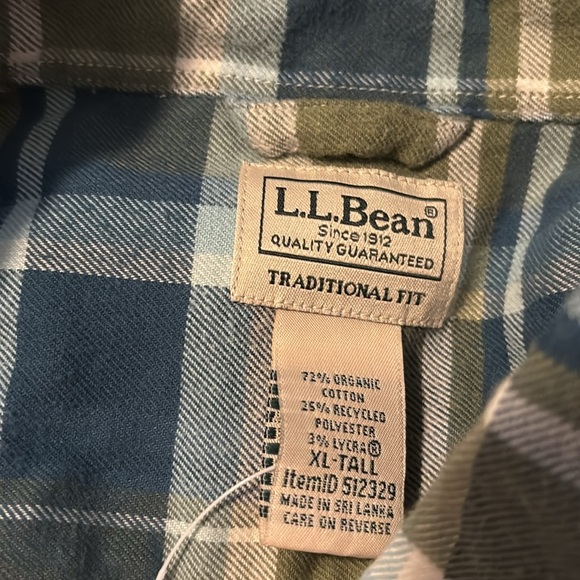 L.L.Bean®
Since 1912
QUALITY GUARANTEED
TRADITIONAL FIT
72% ORGANIC
COTTON
25% RECYCLED
POLYESTER
3% LYCRA®
XL-TALL
ItemID 512329
MADE IN SRI LANKA
CARE ON REVERSE